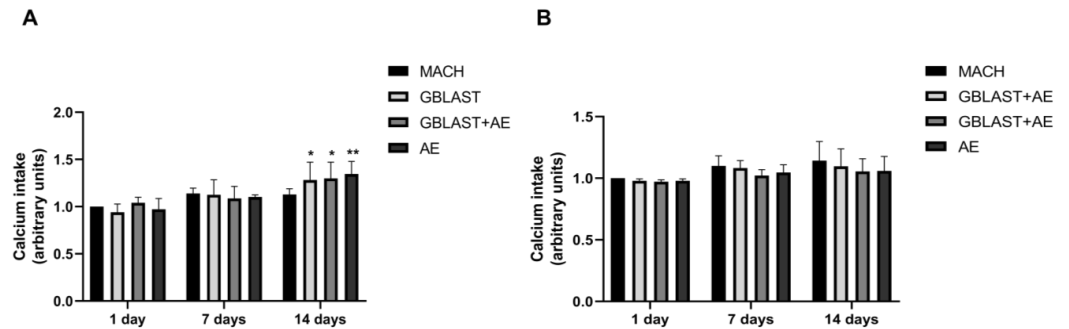 A
MACH
GBLAST
GBLAST+AE
AE
Calcium intake
(arbitrary units)
2.0
1.5
1.0
0.5
0.0
* * **
1 day 7 days 14 days
B
MACH
GBLAST+AE
GBLAST+AE
AE
Calcium intake
(arbitrary units)
1.5
1.0
0.5
0.0
1 day 7 days 14 days